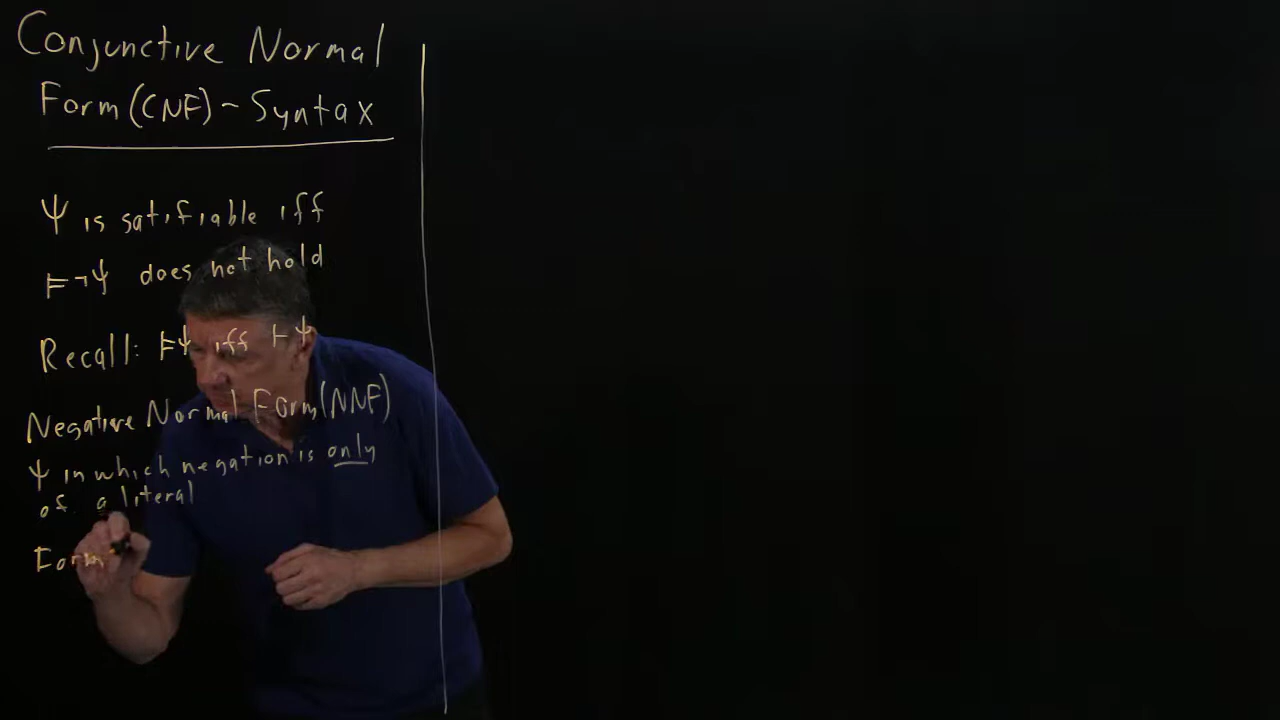 Conjunctive Normal
Form (CNF) - Syntax
Ψ is satisfiable iff
⊨¬Ψ does not hold
Recall: ⊨Ψ iff ⊢Ψ
Negative Normal Form (NNF)
Ψ in which negation is only
of a literal
Form